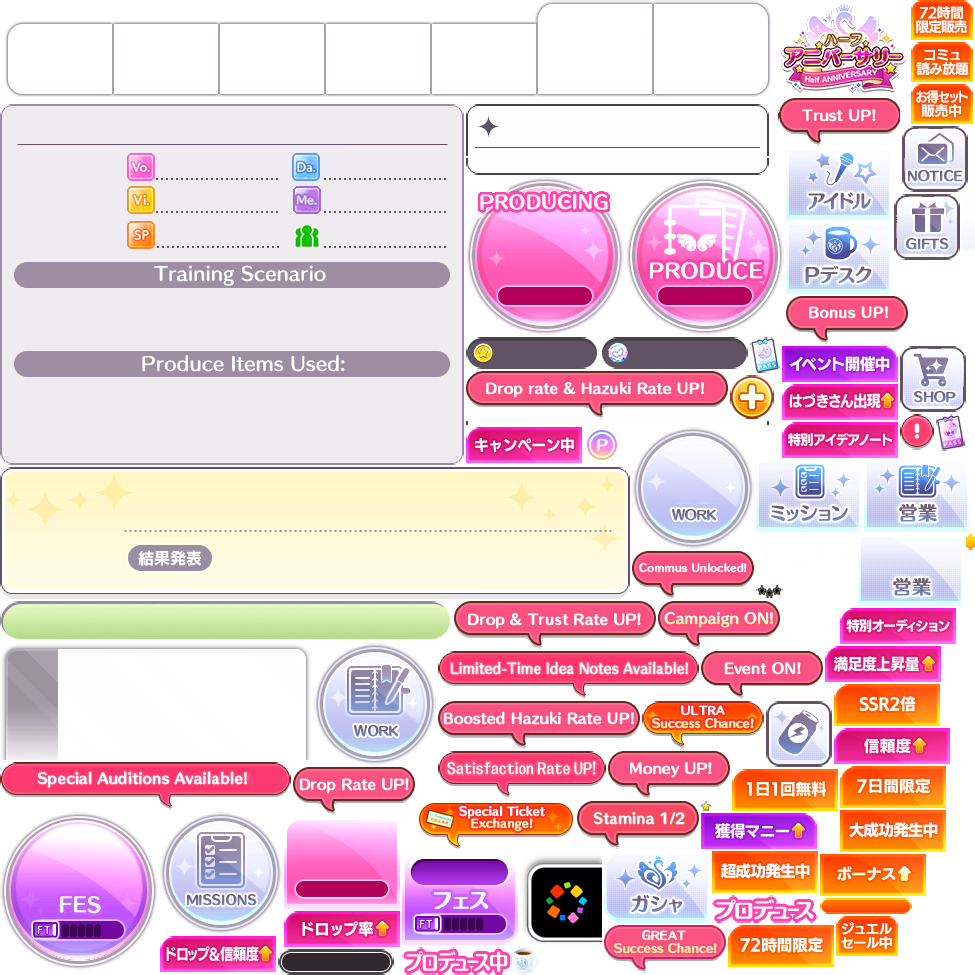 ハーフ
アニバーサリー
Half ANNIVERSARY
72時間
限定販売
コミュ
読み放題
お得セット
販売中
Trust UP!
NOTICE
アイドル
GIFTS
Pデスク
Bonus UP!
Vo.
Da.
Vi.
Me.
SP
Training Scenario
Produce Items Used:
PRODUCING
PRODUCE
PASS
イベント開催中
SHOP
Drop rate & Hazuki Rate UP!
はづきさん出現
キャンペーン中
P
特別アイデアノート
PASS
WORK
ミッション
営業
結果発表
Commus Unlocked!
営業
Drop & Trust Rate UP!
Campaign ON!
特別オーディション
Limited-Time Idea Notes Available!
Event ON!
満足度上昇量
WORK
Boosted Hazuki Rate UP!
ULTRA
Success Chance!
SSR2倍
信頼度
Special Auditions Available!
Drop Rate UP!
Satisfaction Rate UP!
Money UP!
1日1回無料
7日間限定
Special Ticket
Exchange!
Stamina 1/2
獲得マニー
大成功発生中
FES
FT
MISSIONS
フェス
FT
ガシャ
超成功発生中
ボーナス
プロデュース
ドロップ率
GREAT
Success Chance!
72時間限定
ジュエル
セール中
ドロップ&信頼度
プロデュース中